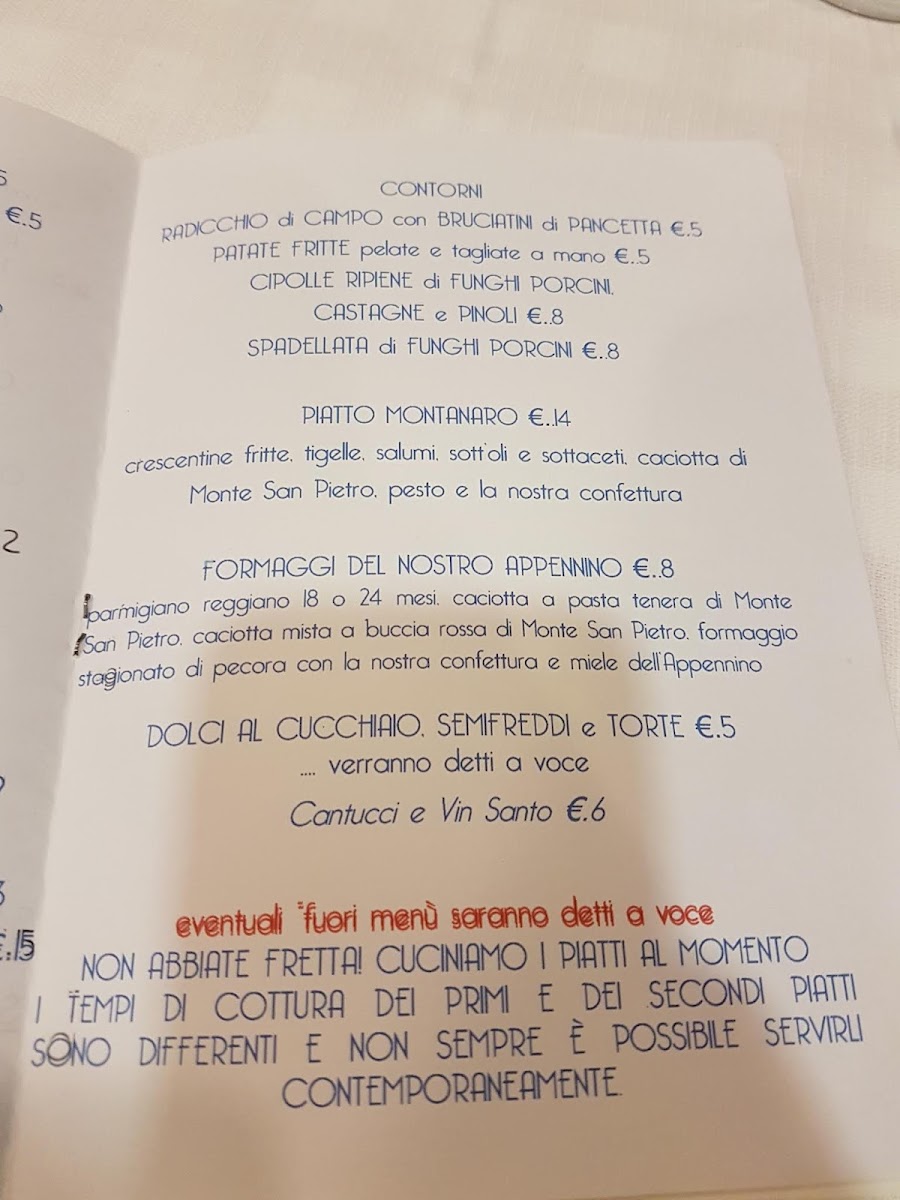 CONTORNI
RADICCHIO di CAMPO con BRUCIATINI di PANCETTA €.5
PATATE FRITTE pelate e tagliate a mano €.5
CIPOLLE RIPIENE di FUNGHI PORCINI,
CASTAGNE e PINOLI €..8
SPADELLATA di FUNGHI PORCINI €..8
PIATTO MONTANARO €..14
crescentine fritte, tigelle, salumi, sott'oli e sottaceti, caciotta di
Monte San Pietro, pesto e la nostra confettura
FORMAGGI DEL NOSTRO APPENNINO €..8
parmigiano reggiano 18 o 24 mesi, caciotta a pasta tenera di Monte
San Pietro, caciotta mista a buccia rossa di Monte San Pietro, formaggio
stagionato di pecora con la nostra confettura e miele dell'Appennino
DOLCI AL CUCCHIAIO, SEMIFREDDI e TORTE €.5
.... verranno detti a voce
Cantucci e Vin Santo €.6
eventuali "fuori menù saranno detti a voce
NON ABBIATE FRETTA! CUCINIAMO I PIATTI AL MOMENTO
I TEMPI DI COTTURA DEI PRIMI E DEI SECONDI PIATTI
SONO DIFFERENTI E NON SEMPRE È POSSIBILE SERVIRLI
CONTEMPORANEAMENTE.
€.5
2
€.15